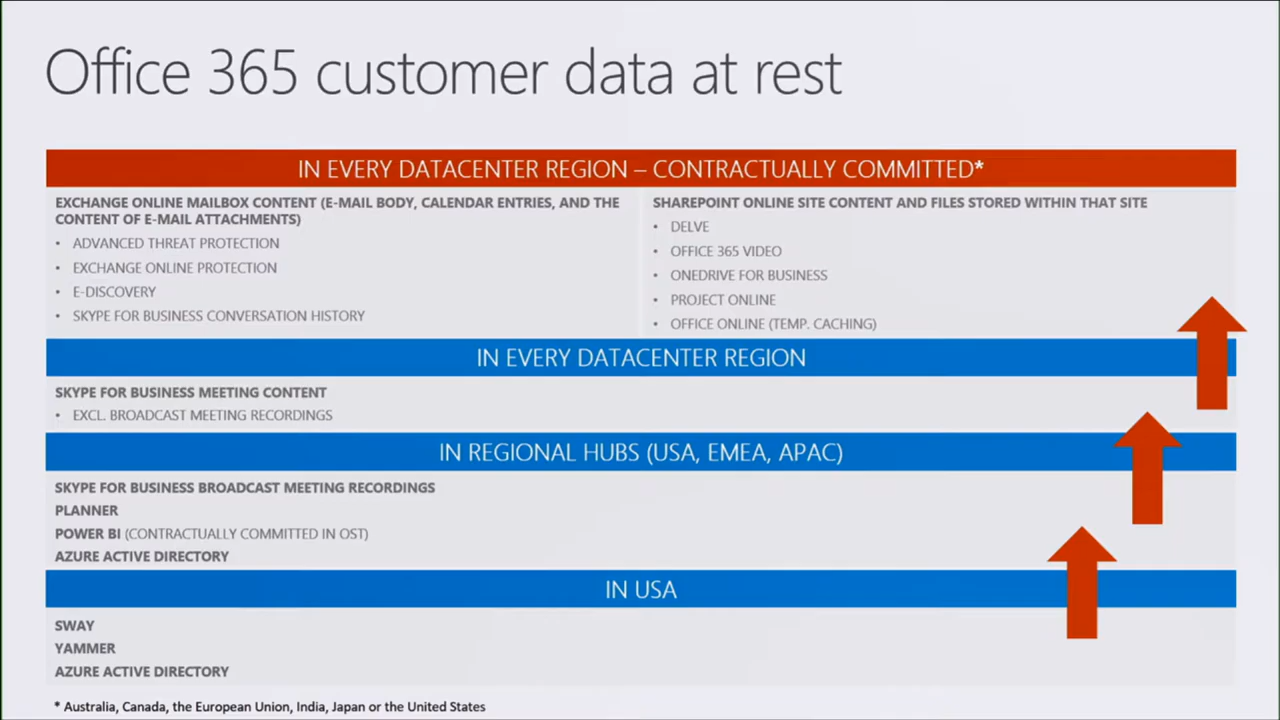 Office 365 customer data at rest
IN EVERY DATACENTER REGION – CONTRACTUALLY COMMITTED*
EXCHANGE ONLINE MAILBOX CONTENT (E-MAIL BODY, CALENDAR ENTRIES, AND THE
CONTENT OF E-MAIL ATTACHMENTS)
• ADVANCED THREAT PROTECTION
• EXCHANGE ONLINE PROTECTION
• E-DISCOVERY
• SKYPE FOR BUSINESS CONVERSATION HISTORY
SHAREPOINT ONLINE SITE CONTENT AND FILES STORED WITHIN THAT SITE
• DELVE
• OFFICE 365 VIDEO
• ONEDRIVE FOR BUSINESS
• PROJECT ONLINE
• OFFICE ONLINE (TEMP. CACHING)
IN EVERY DATACENTER REGION
SKYPE FOR BUSINESS MEETING CONTENT
• EXCL. BROADCAST MEETING RECORDINGS
IN REGIONAL HUBS (USA, EMEA, APAC)
SKYPE FOR BUSINESS BROADCAST MEETING RECORDINGS
PLANNER
POWER BI (CONTRACTUALLY COMMITTED IN OST)
AZURE ACTIVE DIRECTORY
IN USA
SWAY
YAMMER
AZURE ACTIVE DIRECTORY
* Australia, Canada, the European Union, India, Japan or the United States